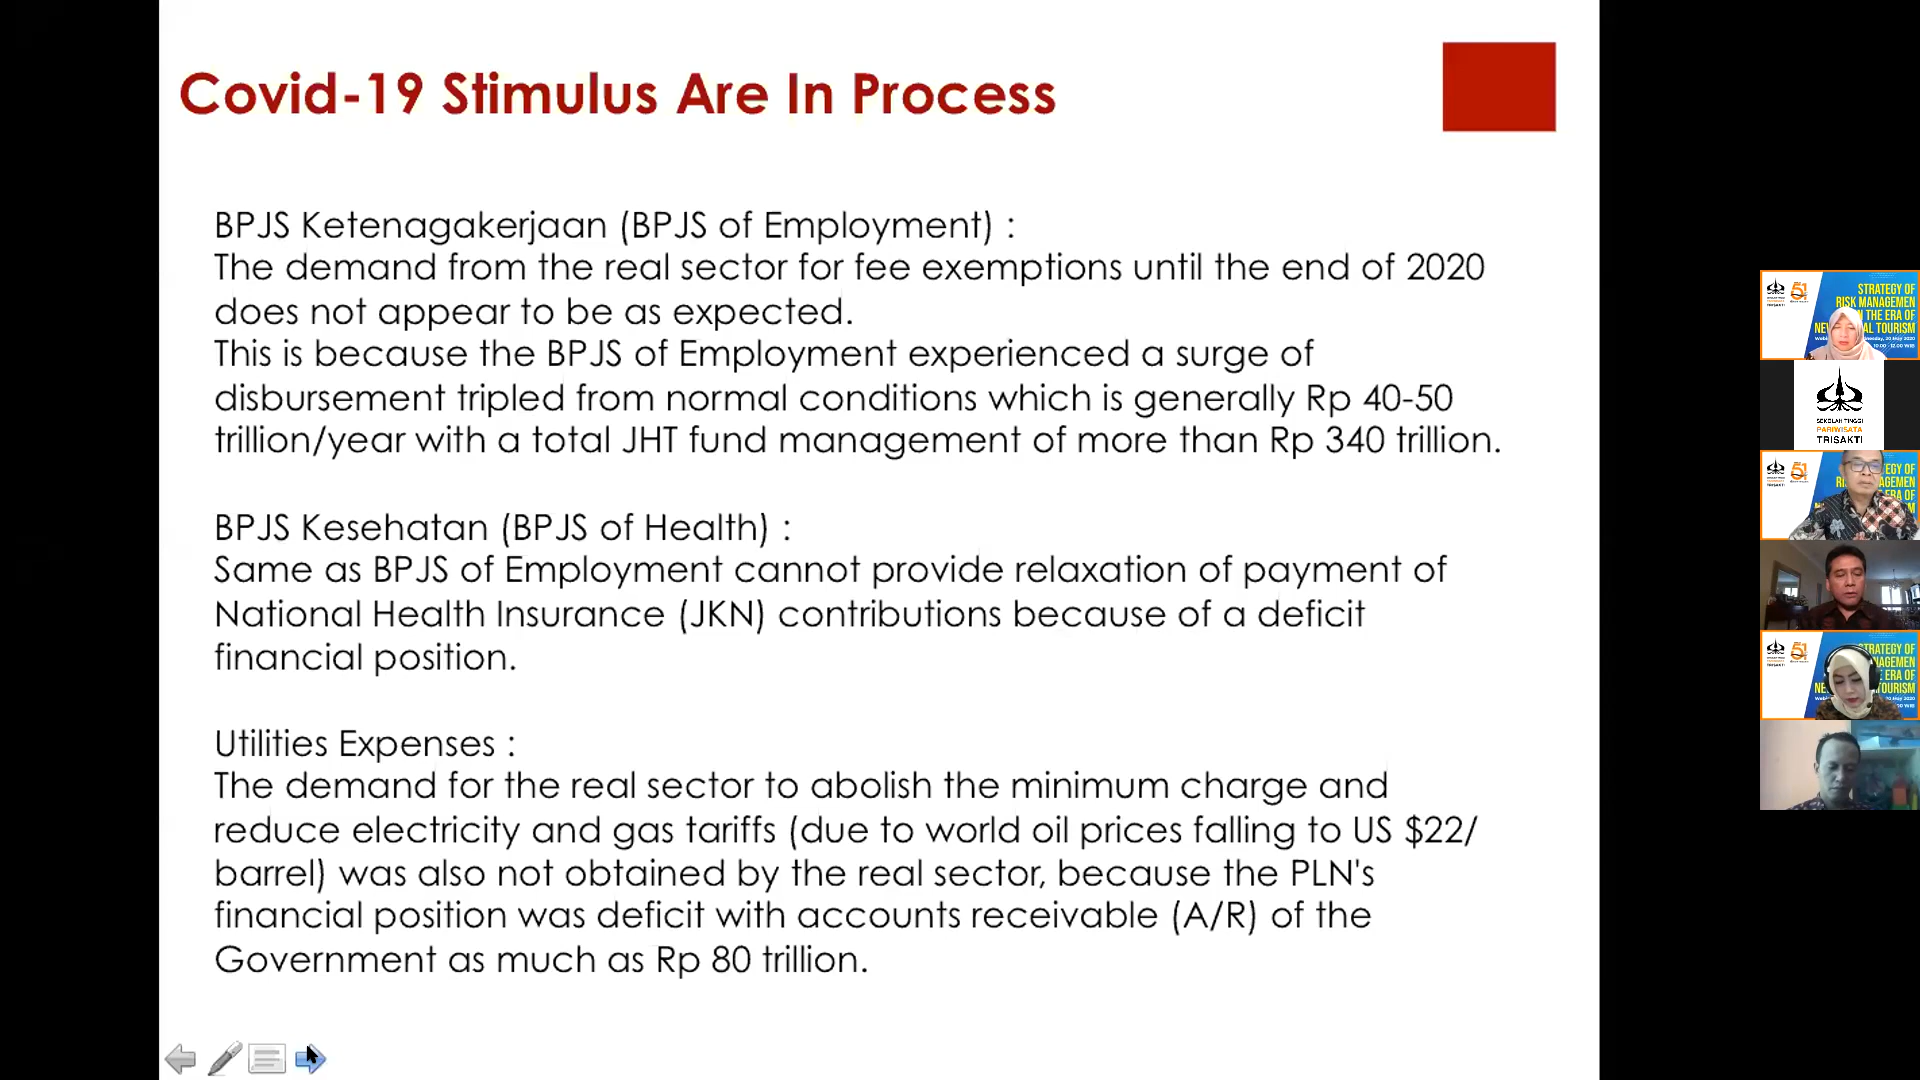 Covid-19 Stimulus Are In Process
BPJS Ketenagakerjaan (BPJS of Employment) :
The demand from the real sector for fee exemptions until the end of 2020
does not appear to be as expected.
This is because the BPJS of Employment experienced a surge of
disbursement tripled from normal conditions which is generally Rp 40-50
trillion/year with a total JHT fund management of more than Rp 340 trillion.
BPJS Kesehatan (BPJS of Health) :
Same as BPJS of Employment cannot provide relaxation of payment of
National Health Insurance (JKN) contributions because of a deficit
financial position.
Utilities Expenses :
The demand for the real sector to abolish the minimum charge and
reduce electricity and gas tariffs (due to world oil prices falling to US $22/
barrel) was also not obtained by the real sector, because the PLN's
financial position was deficit with accounts receivable (A/R) of the
Government as much as Rp 80 trillion.
STRATEGY OF
RISK MANAGEMEN
THE ERA OF
TOURISM
SEKOLAH TINGGI
PARIWISATA
TRISAKTI